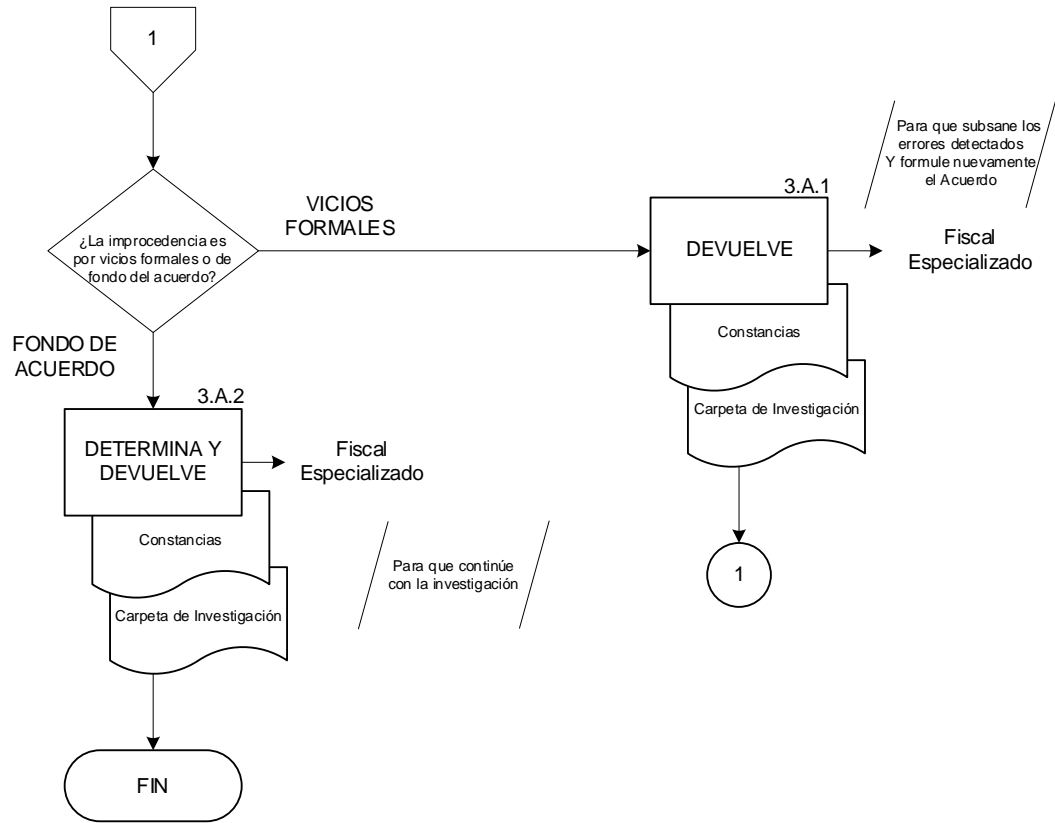 1
¿La improcedencia es
por vicios formales o de
fondo del acuerdo?
VICIOS
FORMALES
3.A.1
DEVUELVE
Para que subsane los
errores detectados
Y formule nuevamente
el Acuerdo
Fiscal
Especializado
Constancias
Carpeta de Investigación
1
FONDO DE
ACUERDO
3.A.2
DETERMINA Y
DEVUELVE
Fiscal
Especializado
Para que continúe
con la investigación
Constancias
Carpeta de Investigación
FIN